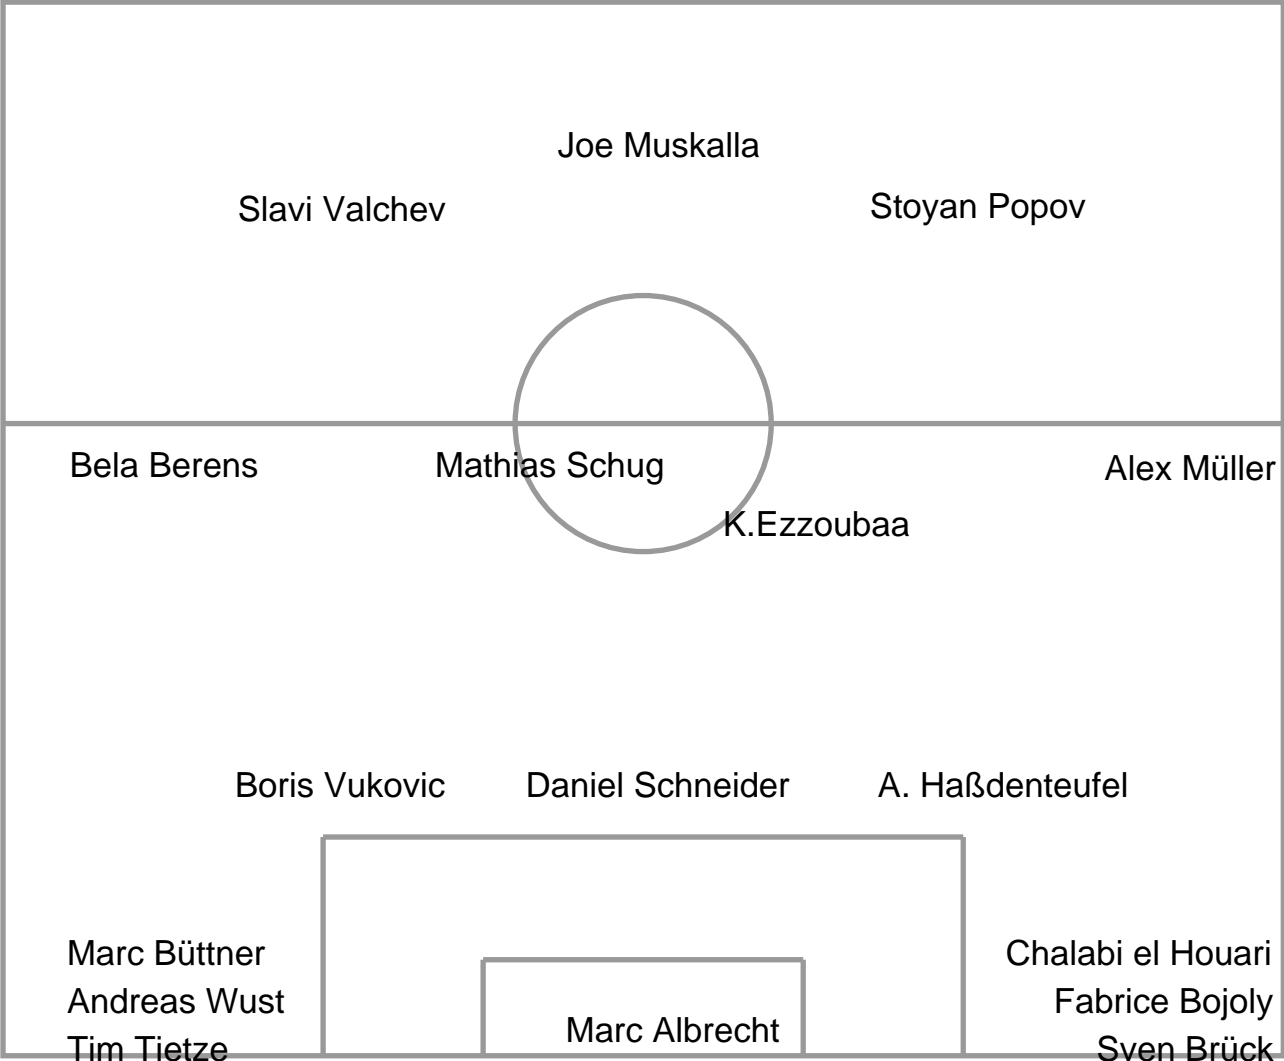 Joe Muskalla
Slavi Valchev
Stoyan Popov
Bela Berens
Mathias Schug
Alex Müller
K.Ezzoubaa
Boris Vukovic
Daniel Schneider
A. Haßdenteufel
Marc Büttner
Andreas Wust
Tim Tietze
Marc Albrecht
Chalabi el Houari
Fabrice Bojoly
Sven Brück